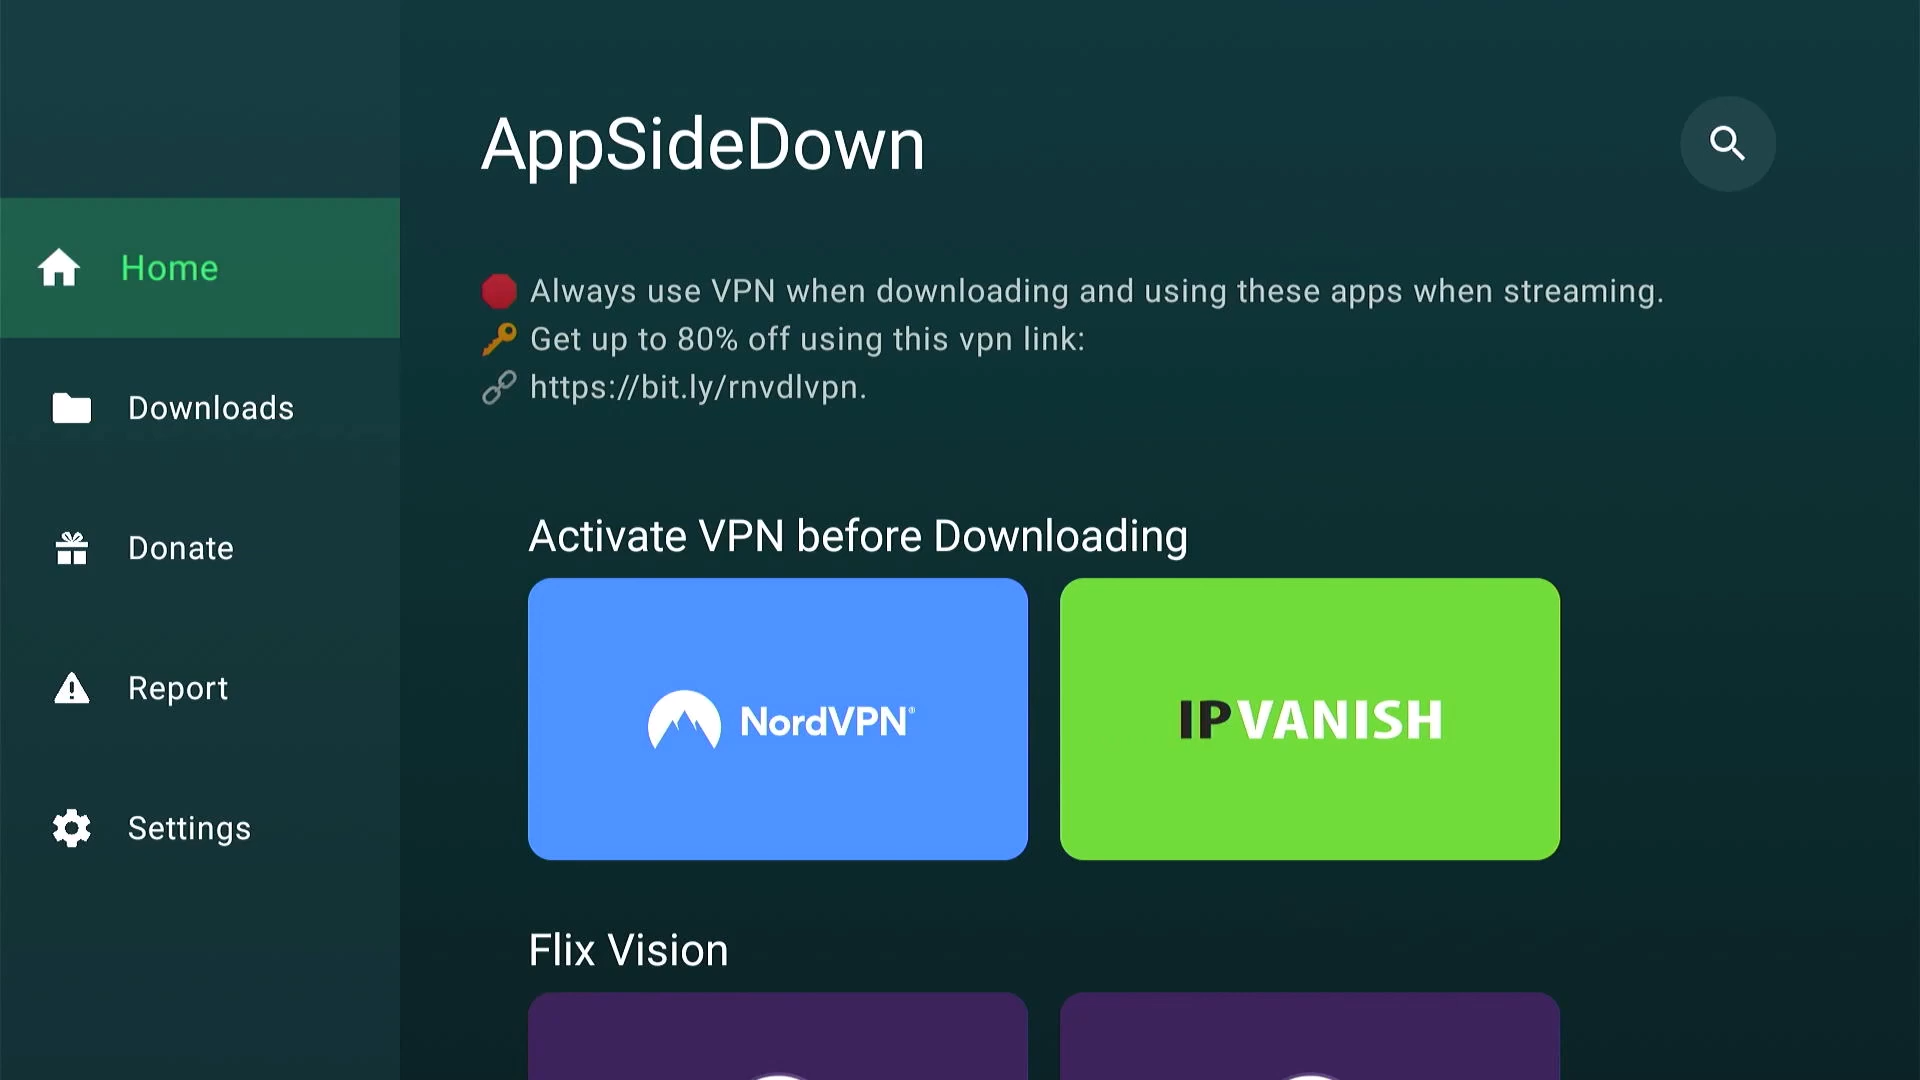 AppSideDown
Home
Downloads
Donate
Report
Settings
Always use VPN when downloading and using these apps when streaming.
Get up to 80% off using this vpn link:
https://bit.ly/rnvdlvpn.
Activate VPN before Downloading
NordVPN®
IPVANISH
Flix Vision